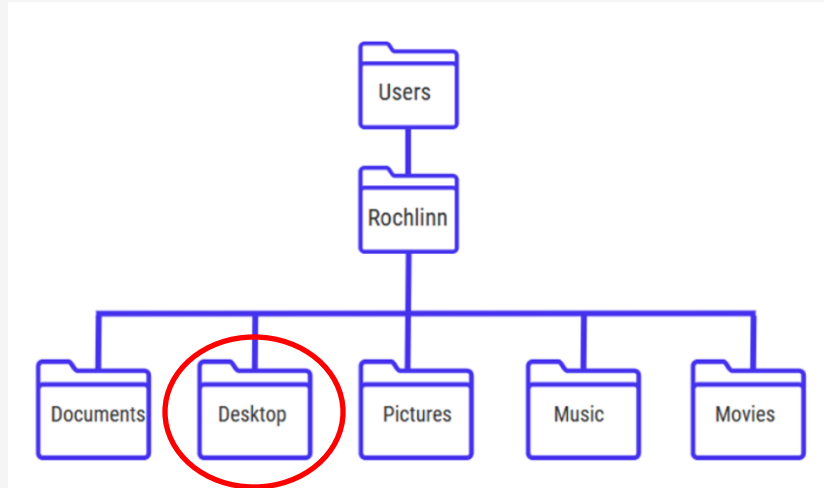 Users
Rochlinn
Documents
Desktop
Pictures
Music
Movies